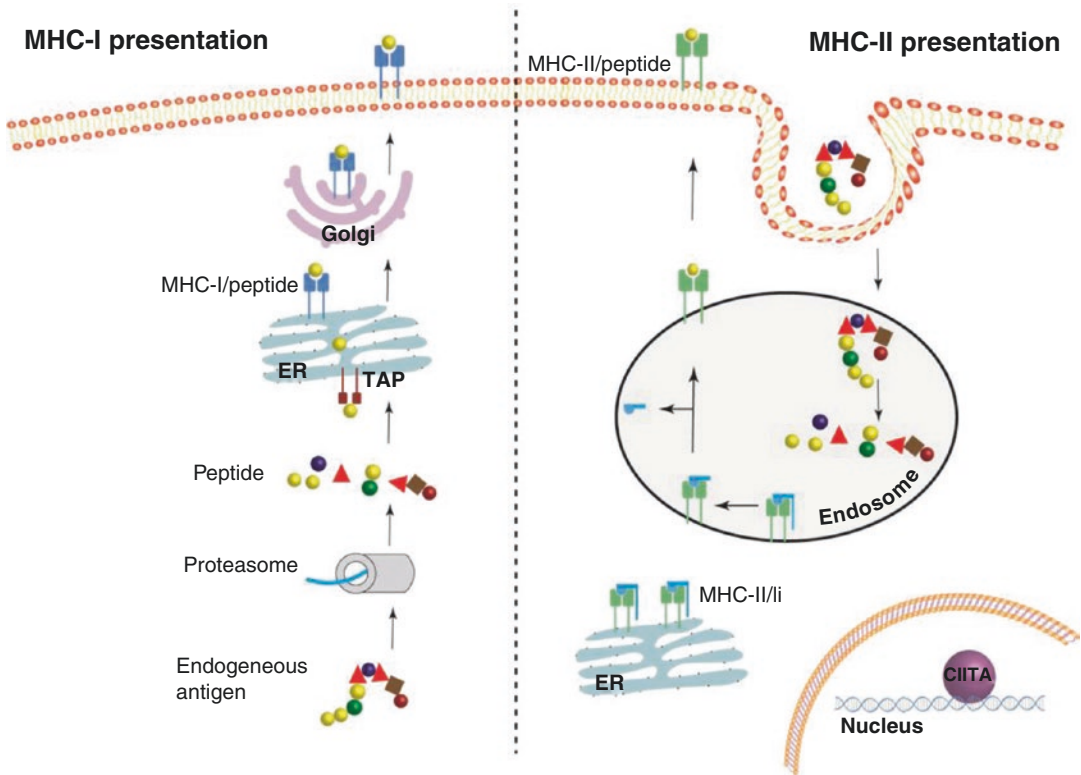 MHC-I presentation
MHC-II presentation
MHC-II/peptide
Golgi
MHC-I/peptide
ER
TAP
Peptide
Proteasome
Endogeneous
antigen
Endosome
MHC-II/li
ER
CIITA
Nucleus